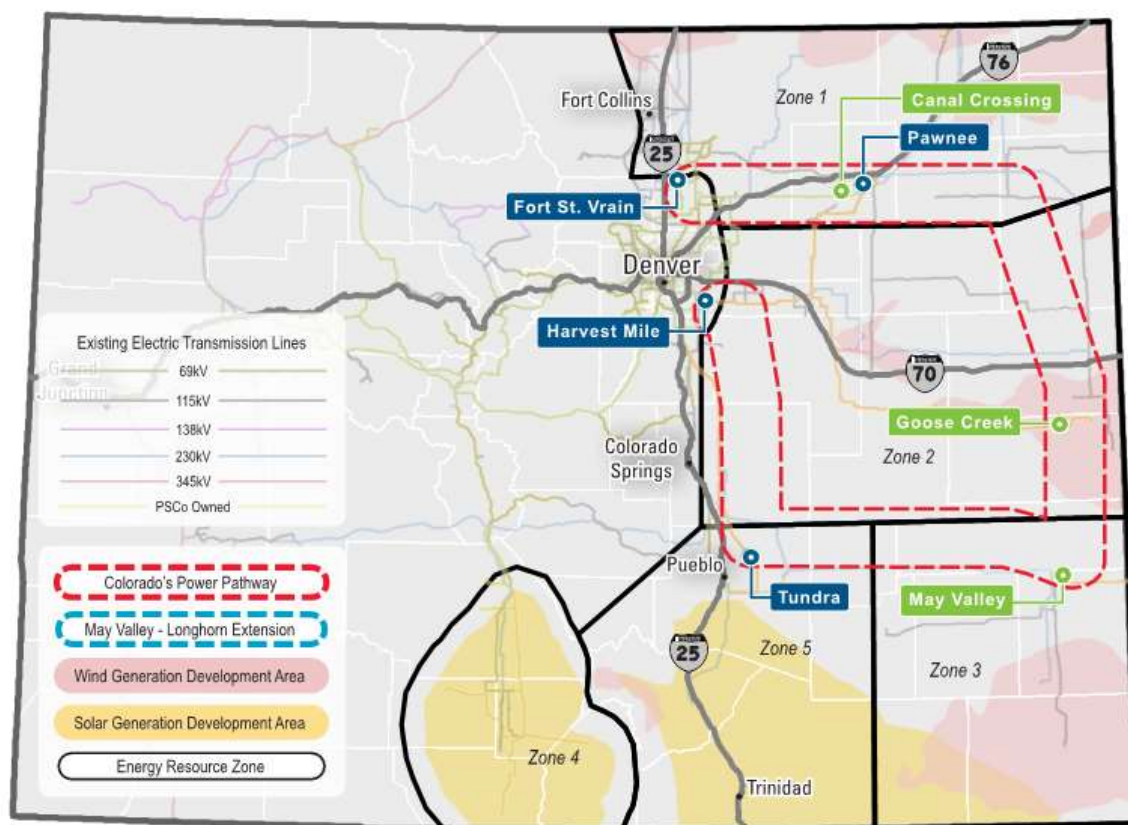 76
Zone 1
Canal Crossing
Fort Collins
Pawnee
25
Fort St. Vrain
Denver
Harvest Mile
Existing Electric Transmission Lines
69kV
115kV
138kV
230kV
345kV
PSCo Owned
Grand
Junction
70
Goose Creek
Colorado
Springs
Zone 2
Pueblo
Tundra
May Valley
Colorado's Power Pathway
May Valley - Longhorn Extension
Wind Generation Development Area
Solar Generation Development Area
Energy Resource Zone
25
Zone 5
Zone 3
Zone 4
Trinidad